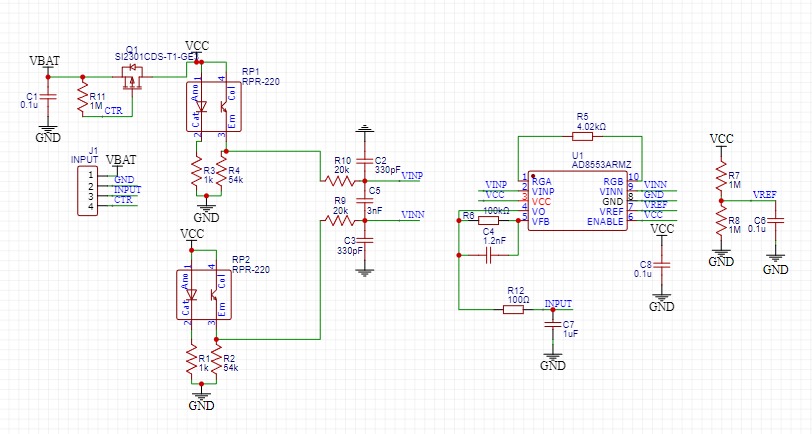 VBAT
Q1
SI2301CDS-T1-GE3
VCC
C1
0.1u
R11
1M
CTR
GND
RP1
RPR-220
1
4
Ano
Col
Cat
Em
2
3
R3
1k
R4
54k
GND
J1
INPUT
VBAT
1
2
3
4
GND
INPUT
CTR
VCC
RP2
RPR-220
1
4
Ano
Col
Cat
Em
2
3
R1
1k
R2
54k
GND
C2
330pF
R10
20k
VINP
C5
3nF
R9
20k
VINN
C3
330pF
R5
4.02kΩ
U1
AD8553ARMZ
VINP
VCC
1
2
3
4
5
RGA
VINP
VCC
VO
VFB
RGB
VINN
GND
VREF
ENABLE
10
9
8
7
6
VINN
GND
VREF
VCC
R6
100kΩ
C4
1.2nF
R12
100Ω
INPUT
C7
1uF
GND
VCC
C8
0.1u
GND
VCC
R7
1M
VREF
R8
1M
C6
0.1u
GND
GND